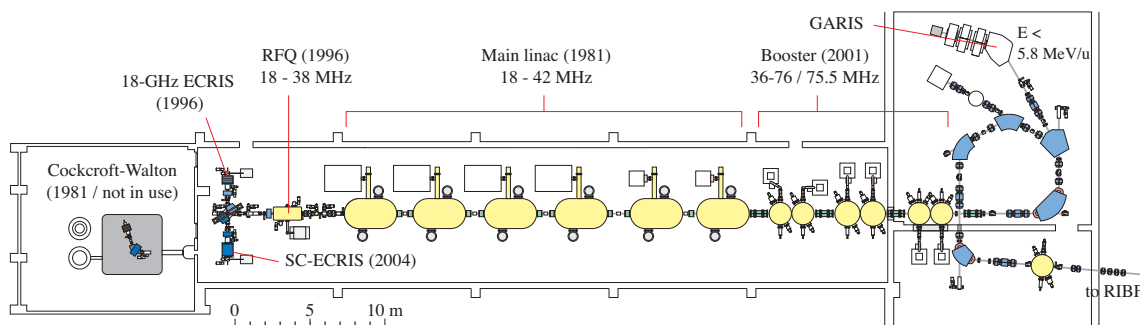 GARIS
E <
5.8 MeV/u
RFQ (1996)
18 - 38 MHz
Main linac (1981)
18 - 42 MHz
Booster (2001)
36-76 / 75.5 MHz
18-GHz ECRIS
(1996)
Cockcroft-Walton
(1981 / not in use)
SC-ECRIS (2004)
to RIBF
0 5 10 m